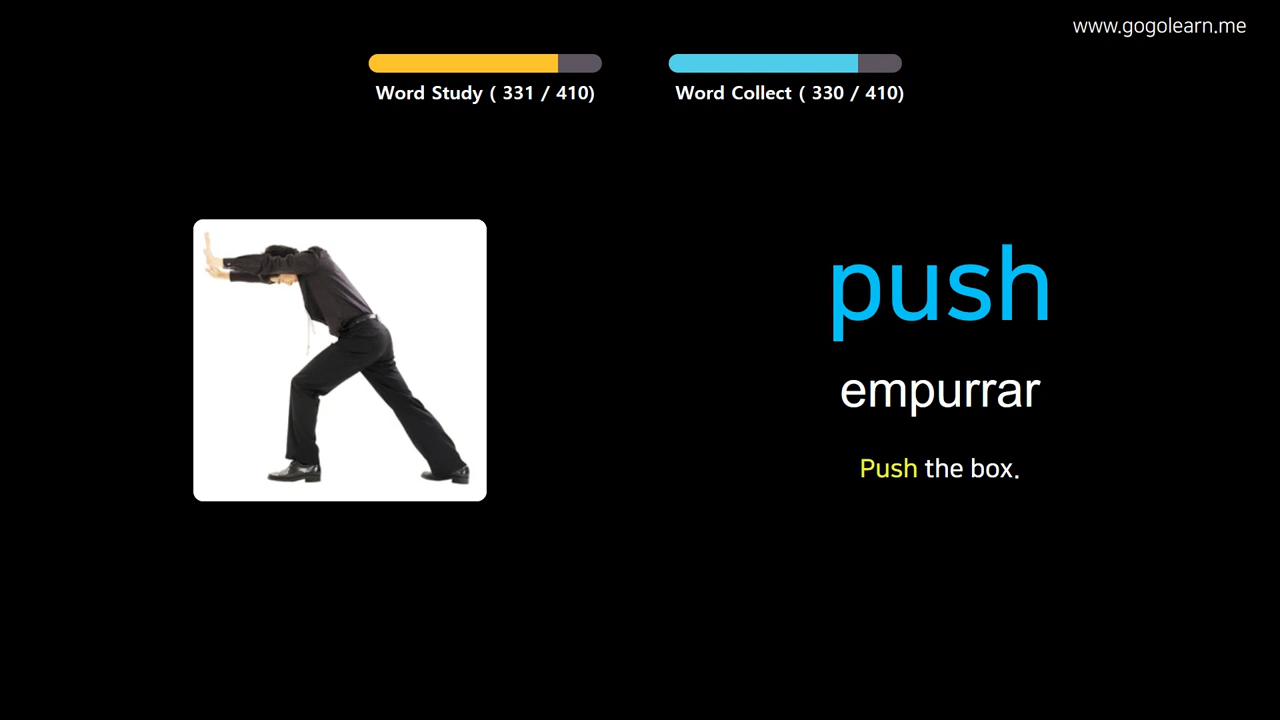 www.gogolearn.me
Word Study ( 331 / 410)
Word Collect ( 330 / 410)
push
empurrar
Push the box.